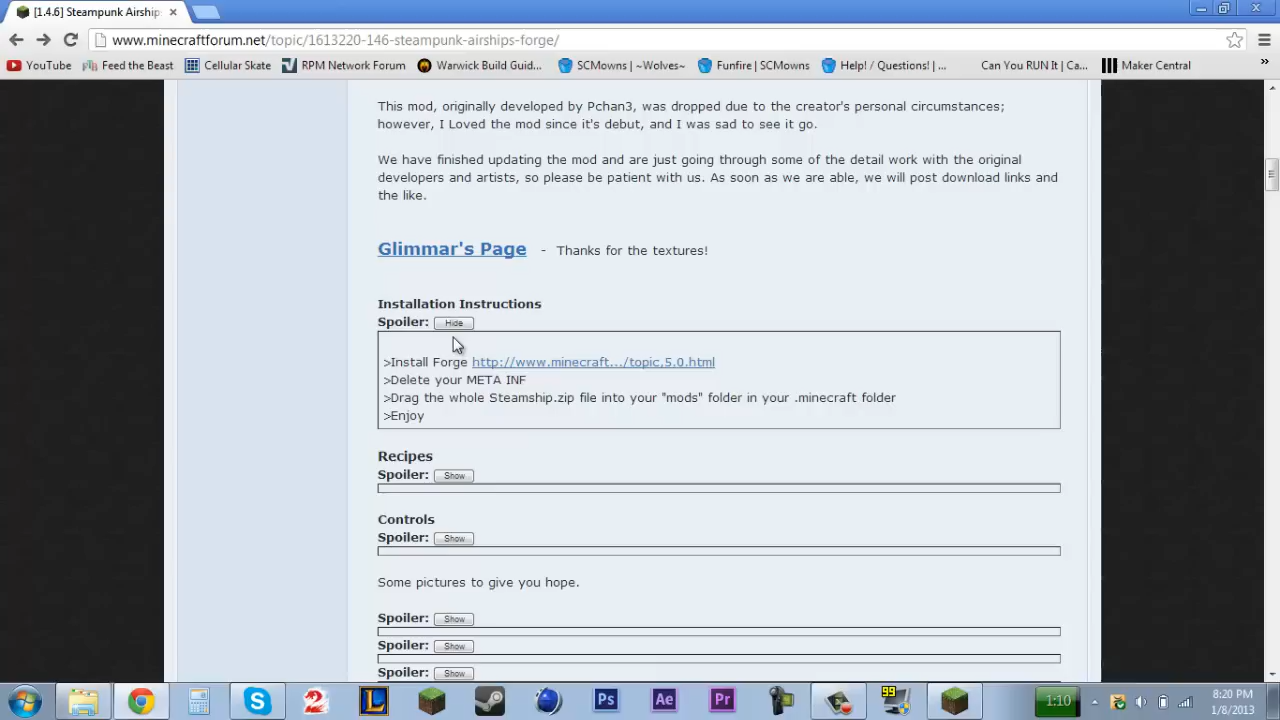 [1.4.6] Steampunk Airship
www.minecraftforum.net/topic/1613220-146-steampunk-airships-forge/
YouTube Feed the Beast Cellular Skate RPM Network Forum Warwick Build Guid... SCMowns | ~Wolves~ Funfire | SCMowns Help! / Questions! | ... Can You RUN It | Ca... Maker Central »
This mod, originally developed by Pchan3, was dropped due to the creator's personal circumstances;
however, I Loved the mod since it's debut, and I was sad to see it go.
We have finished updating the mod and are just going through some of the detail work with the original
developers and artists, so please be patient with us. As soon as we are able, we will post download links and
the like.
Glimmar's Page - Thanks for the textures!
Installation Instructions
Spoiler: Hide
>Install Forge http://www.minecraft.../topic,5.0.html
>Delete your META INF
>Drag the whole Steamship.zip file into your "mods" folder in your .minecraft folder
>Enjoy
Recipes
Spoiler: Show
Controls
Spoiler: Show
Some pictures to give you hope.
Spoiler: Show
Spoiler: Show
Spoiler: Show
Ps Ae Pr 99 1:10 8:20 PM
1/8/2013